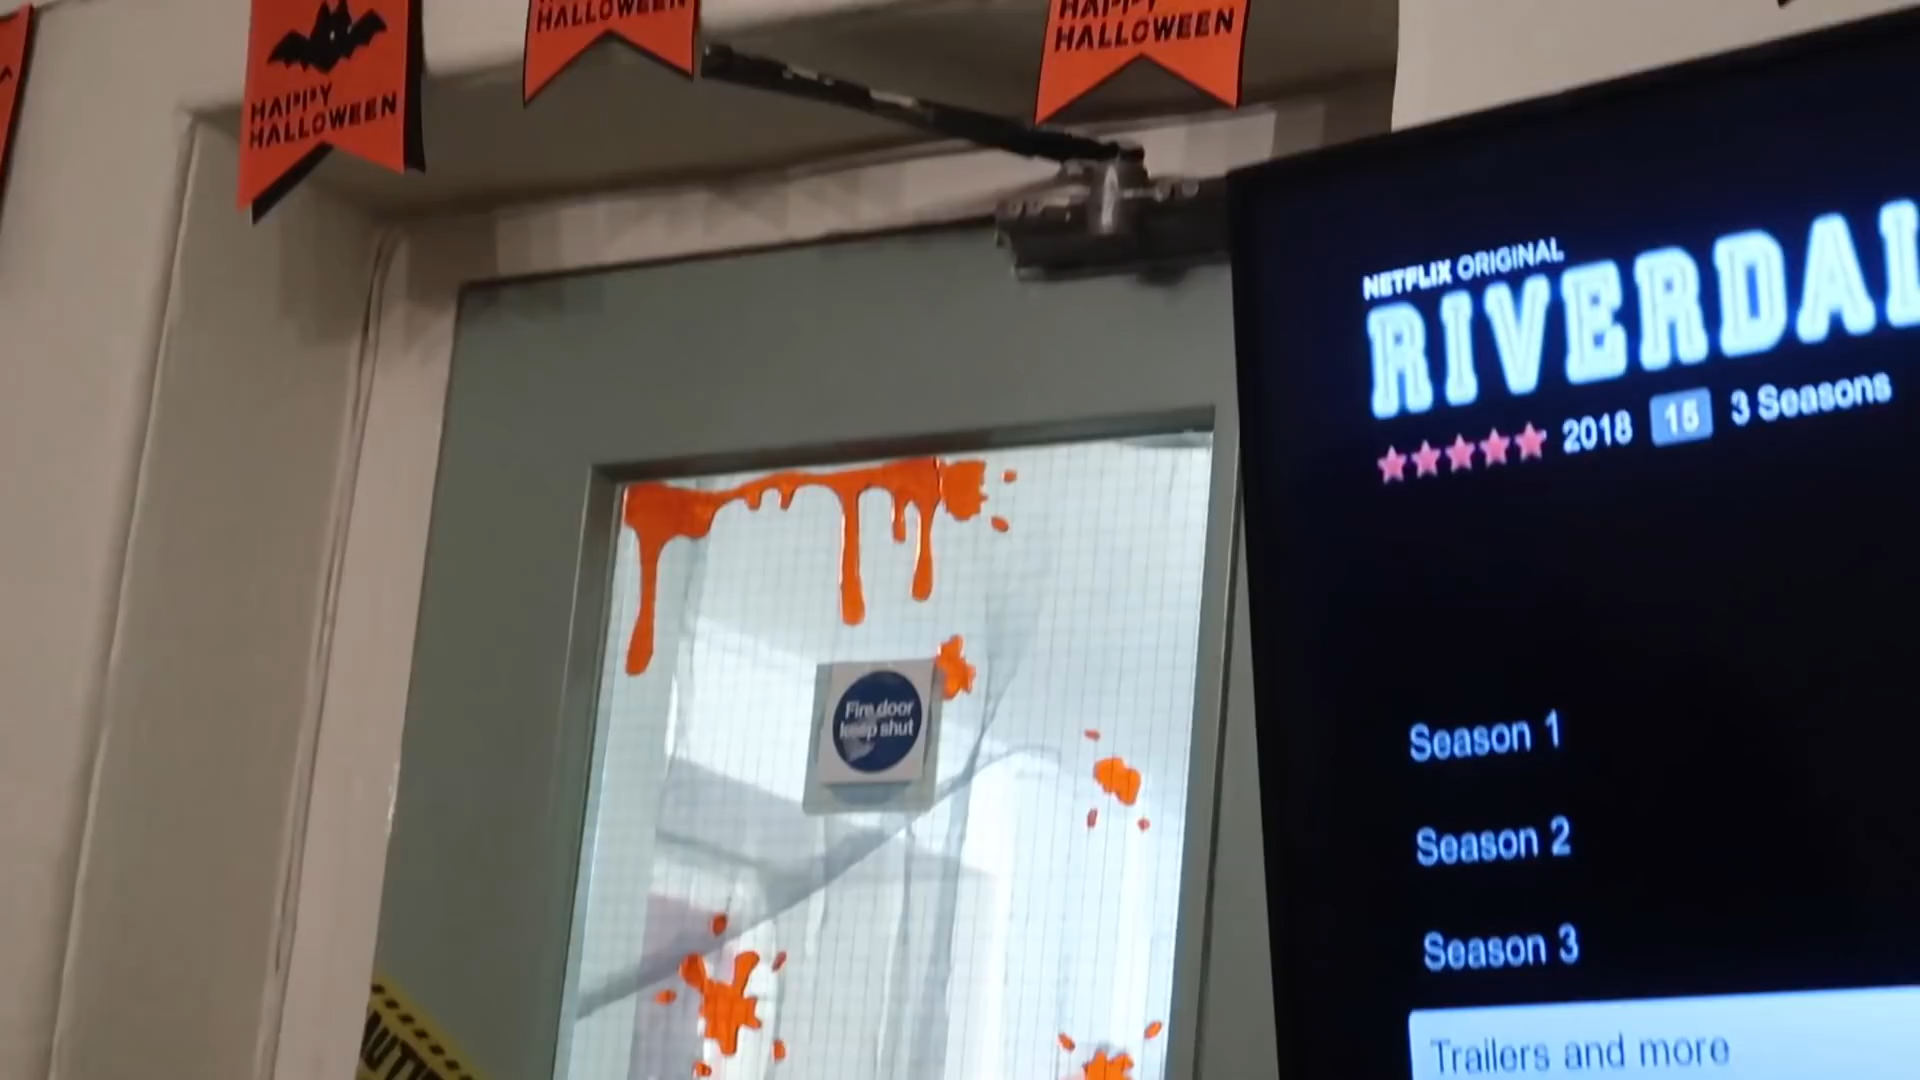 HAPPY
HALLOWEEN
HALLOWEEN
HAPPY
HALLOWEEN
NETFLIX ORIGINAL
RIVERDAL
2018 15 3 Seasons
Fire door
keep shut
Season 1
Season 2
Season 3
Trailers and more